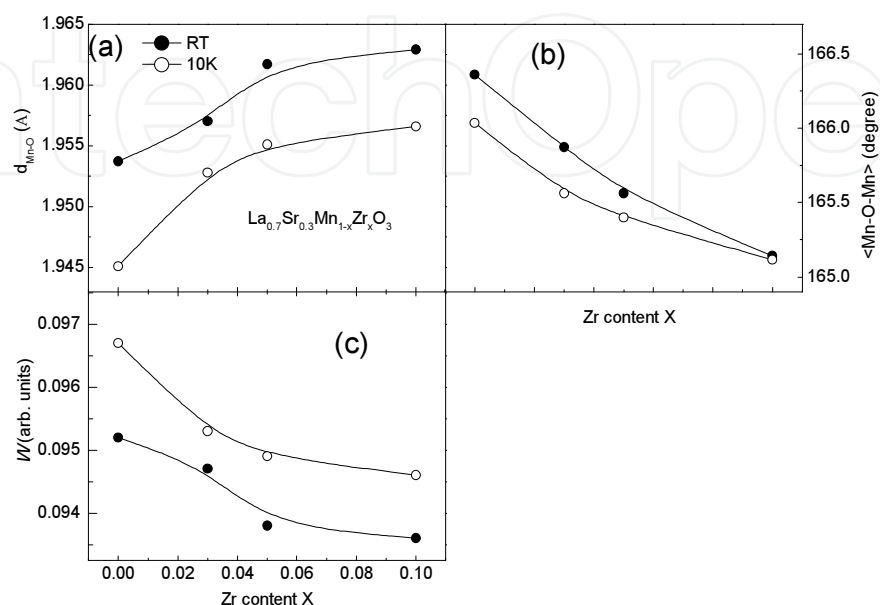 (a)
RT
10K
1.965
1.960
1.955
1.950
1.945
d_Mn-O (Å)
La0.7Sr0.3Mn1-xZrxO3
(b)
166.5
166.0
165.5
165.0
<Mn-O-Mn> (degree)
Zr content X
(c)
0.097
0.096
0.095
0.094
W(arb. units)
0.00 0.02 0.04 0.06 0.08 0.10
Zr content X
ntechOpe